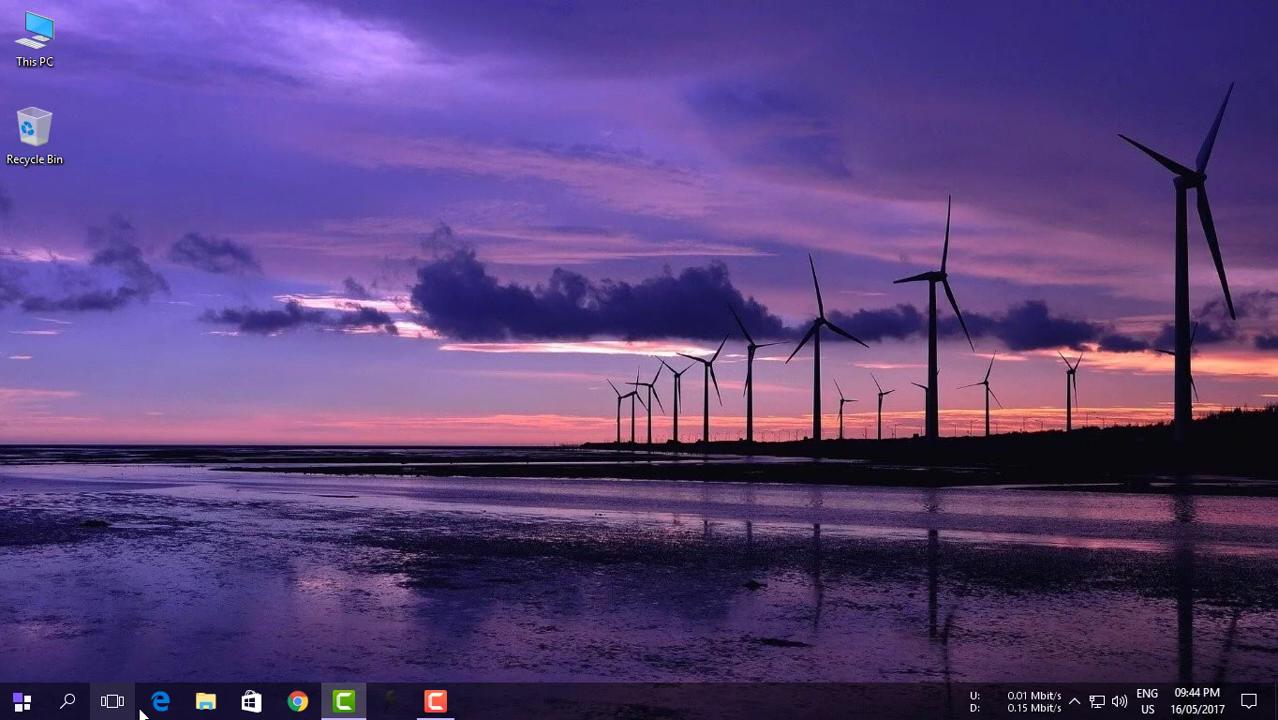 This PC
Recycle Bin
U: 0.01 Mbit/s
D: 0.15 Mbit/s
ENG
US
09:44 PM
16/05/2017